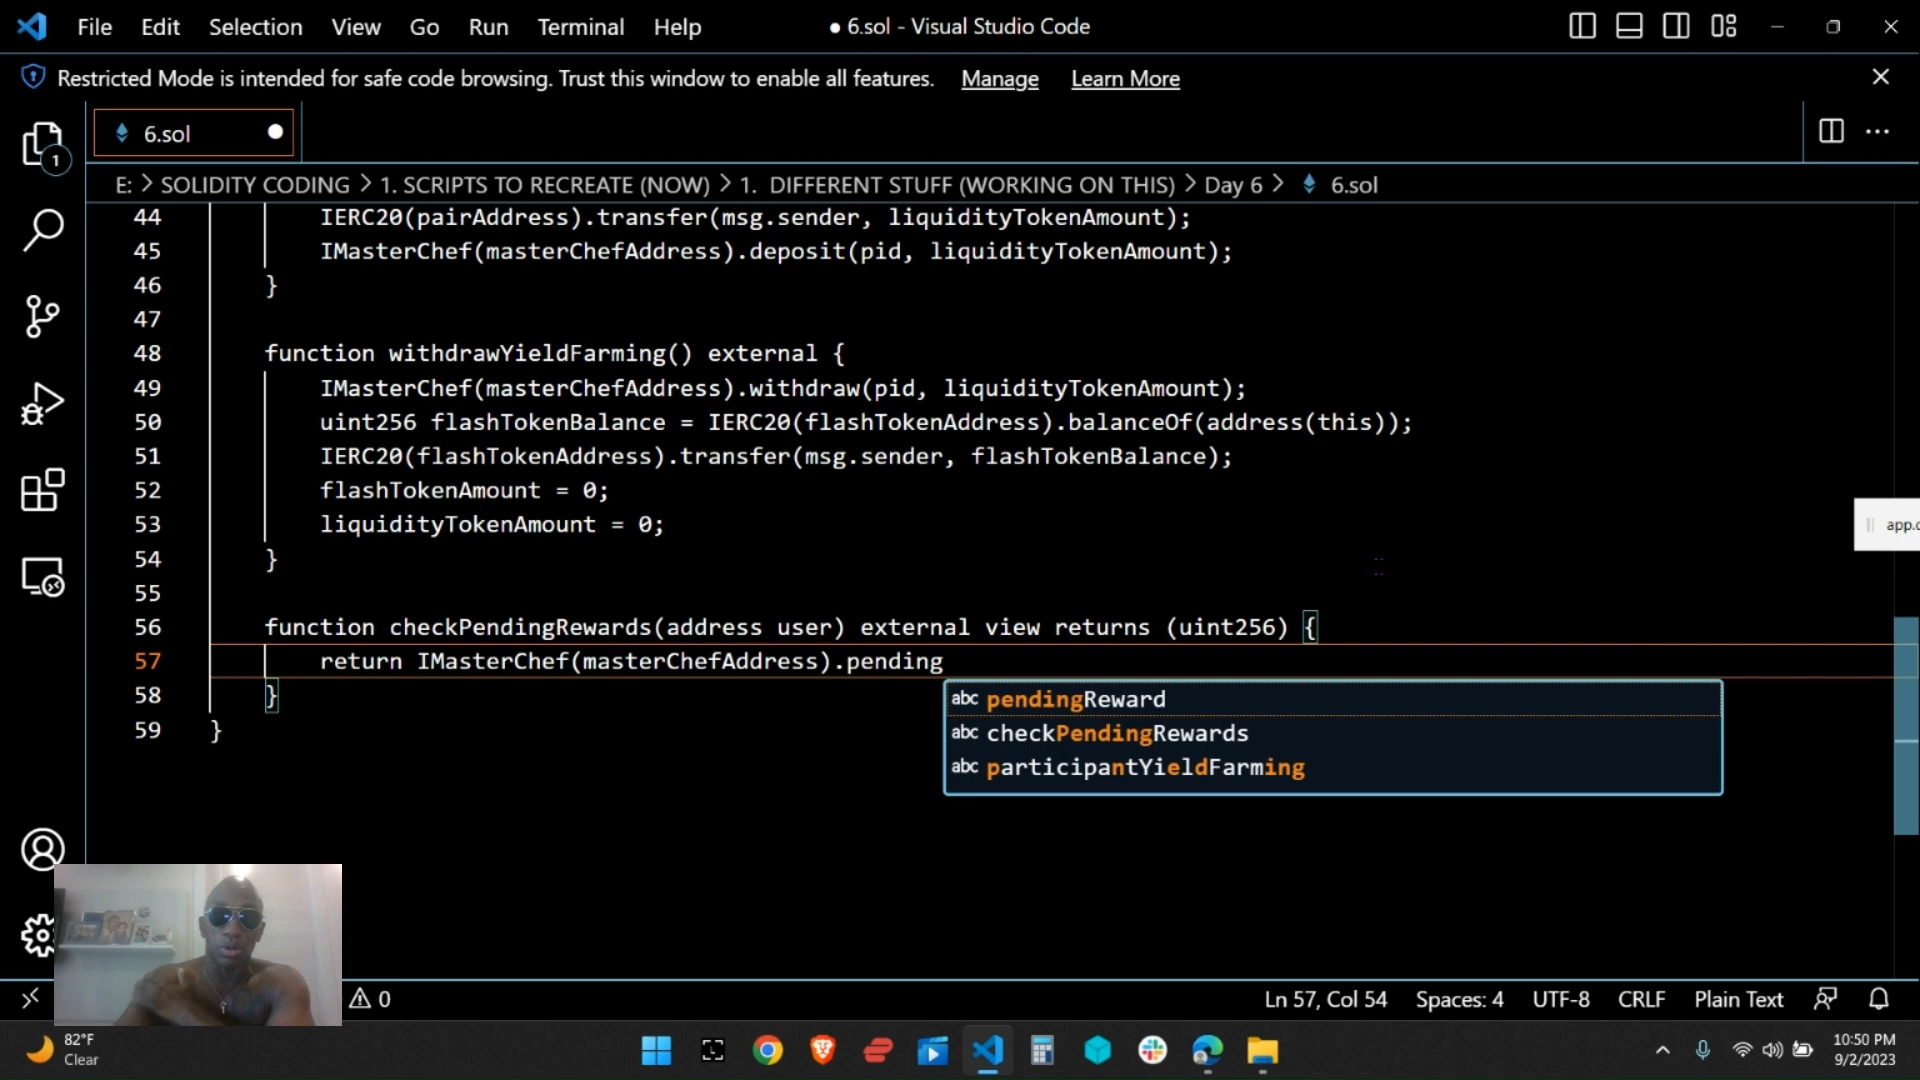 File Edit Selection View Go Run Terminal Help
● 6.sol - Visual Studio Code
Restricted Mode is intended for safe code browsing. Trust this window to enable all features. Manage Learn More
6.sol
1
E: > SOLIDITY CODING > 1. SCRIPTS TO RECREATE (NOW) > 1. DIFFERENT STUFF (WORKING ON THIS) > Day 6 > 6.sol
44 IERC20(pairAddress).transfer(msg.sender, liquidityTokenAmount);
45 IMasterChef(masterChefAddress).deposit(pid, liquidityTokenAmount);
46 }
47
48 function withdrawYieldFarming() external {
49 IMasterChef(masterChefAddress).withdraw(pid, liquidityTokenAmount);
50 uint256 flashTokenBalance = IERC20(flashTokenAddress).balanceOf(address(this));
51 IERC20(flashTokenAddress).transfer(msg.sender, flashTokenBalance);
52 flashTokenAmount = 0;
53 liquidityTokenAmount = 0;
app.
54 }
55
56 function checkPendingRewards(address user) external view returns (uint256) {
57 return IMasterChef(masterChefAddress).pending
58 }
abc pendingReward
59 }
abc checkPendingRewards
abc participantYieldFarming
0
Ln 57, Col 54 Spaces: 4 UTF-8 CRLF Plain Text
82°F
Clear
10:50 PM
9/2/2023